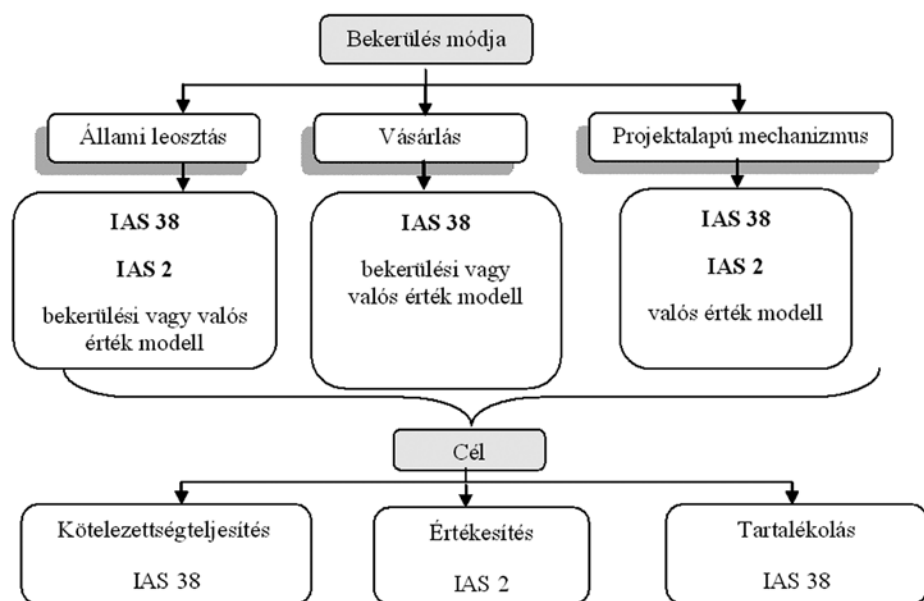 Bekerülés módja
Állami leosztás
Vásárlás
Projektalapú mechanizmus
IAS 38
IAS 2
bekerülési vagy valós
érték modell
IAS 38
bekerülési vagy
valós érték modell
IAS 38
IAS 2
valós érték modell
Cél
Kötelezettségteljesítés
IAS 38
Értékesítés
IAS 2
Tartalékolás
IAS 38